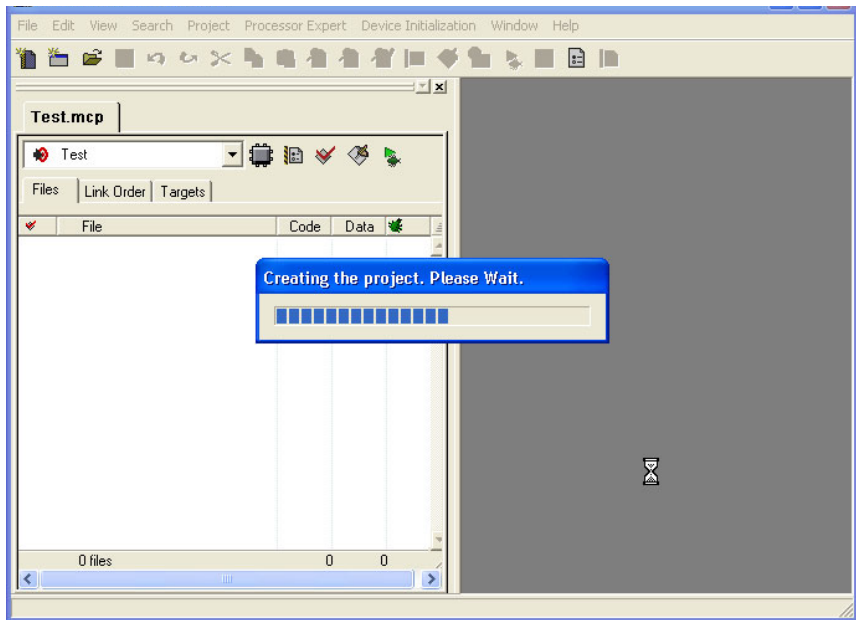 File Edit View Search Project Processor Expert Device Initialization Window Help
Test.mcp
Test
Files Link Order Targets
File Code Data
Creating the project. Please Wait.
0 files 0 0